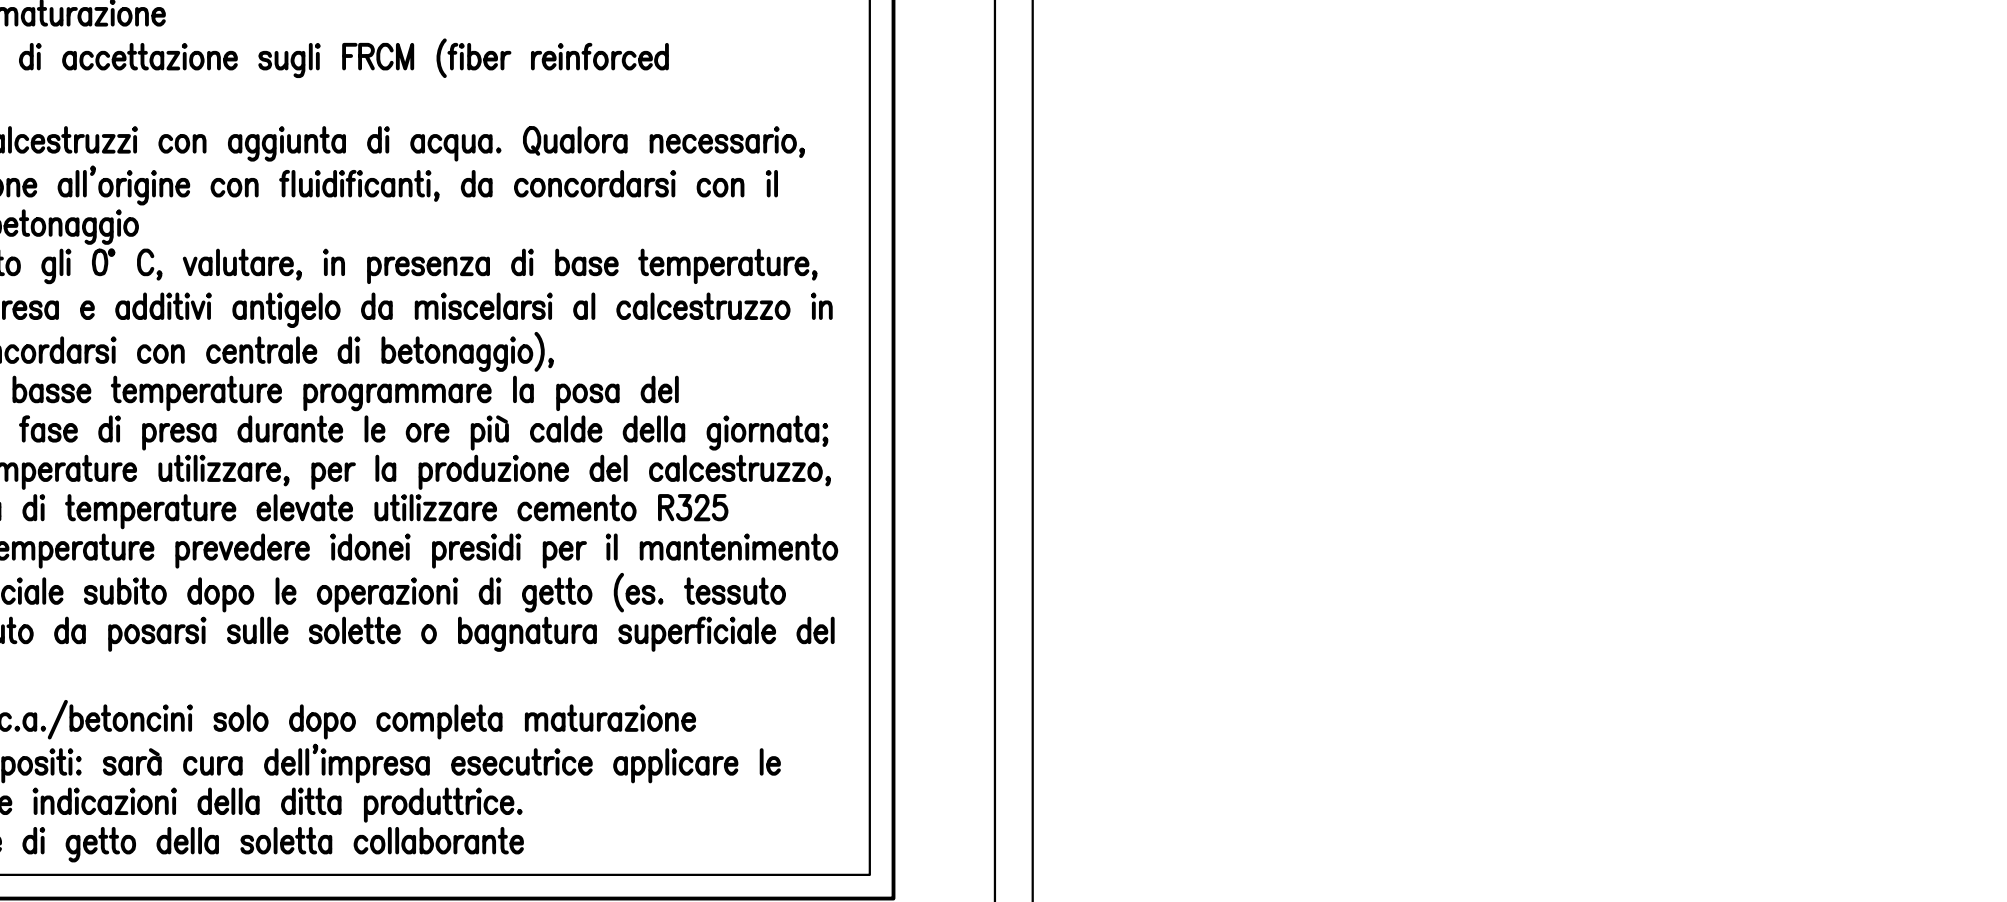 maturazione
di accettazione sugli FRCM (fiber reinforced
alcestruzzi con aggiunta di acqua. Qualora necessario,
one all'origine con fluidificanti, da concordarsi con il
betonaggio
to gli 0° C, valutare, in presenza di base temperature,
resa e additivi antigelo da miscelarsi al calcestruzzo in
ncordarsi con centrale di betonaggio),
basse temperature programmare la posa del
fase di presa durante le ore più calde della giornata;
mperature utilizzare, per la produzione del calcestruzzo,
di temperature elevate utilizzare cemento R325
emperature prevedere idonei presidi per il mantenimento
ciale subito dopo le operazioni di getto (es. tessuto
uto da posarsi sulle solette o bagnatura superficiale del
c.a./betoncini solo dopo completa maturazione
positi: sarà cura dell'impresa esecutrice applicare le
e indicazioni della ditta produttrice.
e di getto della soletta collaborante